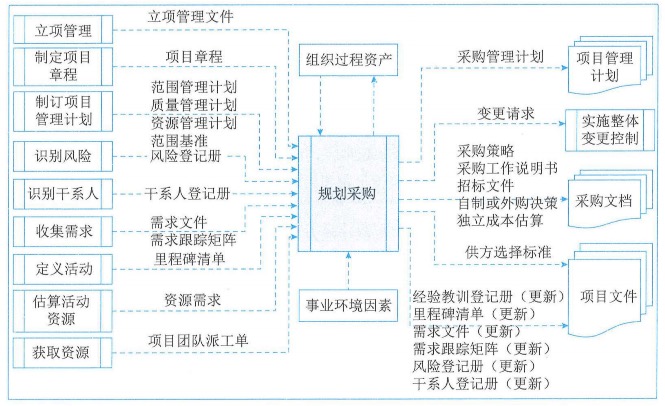 立项管理
立项管理文件
制定项目
章程
项目章程
制订项目
管理计划
范围管理计划
质量管理计划
资源管理计划
范围基准
识别风险
风险登记册
识别干系人
干系人登记册
收集需求
需求文件
需求跟踪矩阵
定义活动
里程碑清单
估算活动
资源
资源需求
获取资源
项目团队派工单
组织过程资产
规划采购
事业环境因素
采购管理计划
项目管理
计划
变更请求
实施整体
变更控制
采购策略
采购工作说明书
招标文件
自制或外购决策
独立成本估算
采购文档
供方选择标准
项目文件
经验教训登记册（更新）
里程碑清单（更新）
需求文件（更新）
需求跟踪矩阵（更新）
风险登记册（更新）
干系人登记册（更新）